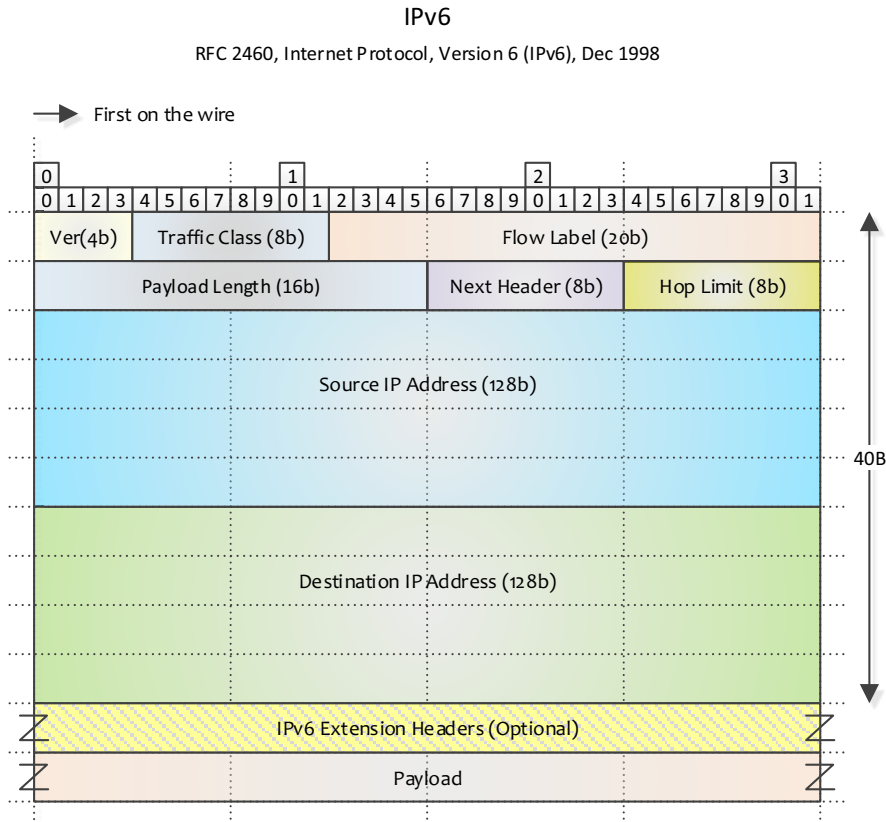 IPv6
RFC 2460, Internet Protocol, Version 6 (IPv6), Dec 1998
First on the wire
0 1 2 3
0 1 2 3 4 5 6 7 8 9 0 1 2 3 4 5 6 7 8 9 0 1 2 3 4 5 6 7 8 9 0 1
Ver(4b) Traffic Class (8b) Flow Label (20b)
Payload Length (16b) Next Header (8b) Hop Limit (8b)
Source IP Address (128b)
40B
Destination IP Address (128b)
IPv6 Extension Headers (Optional)
Payload